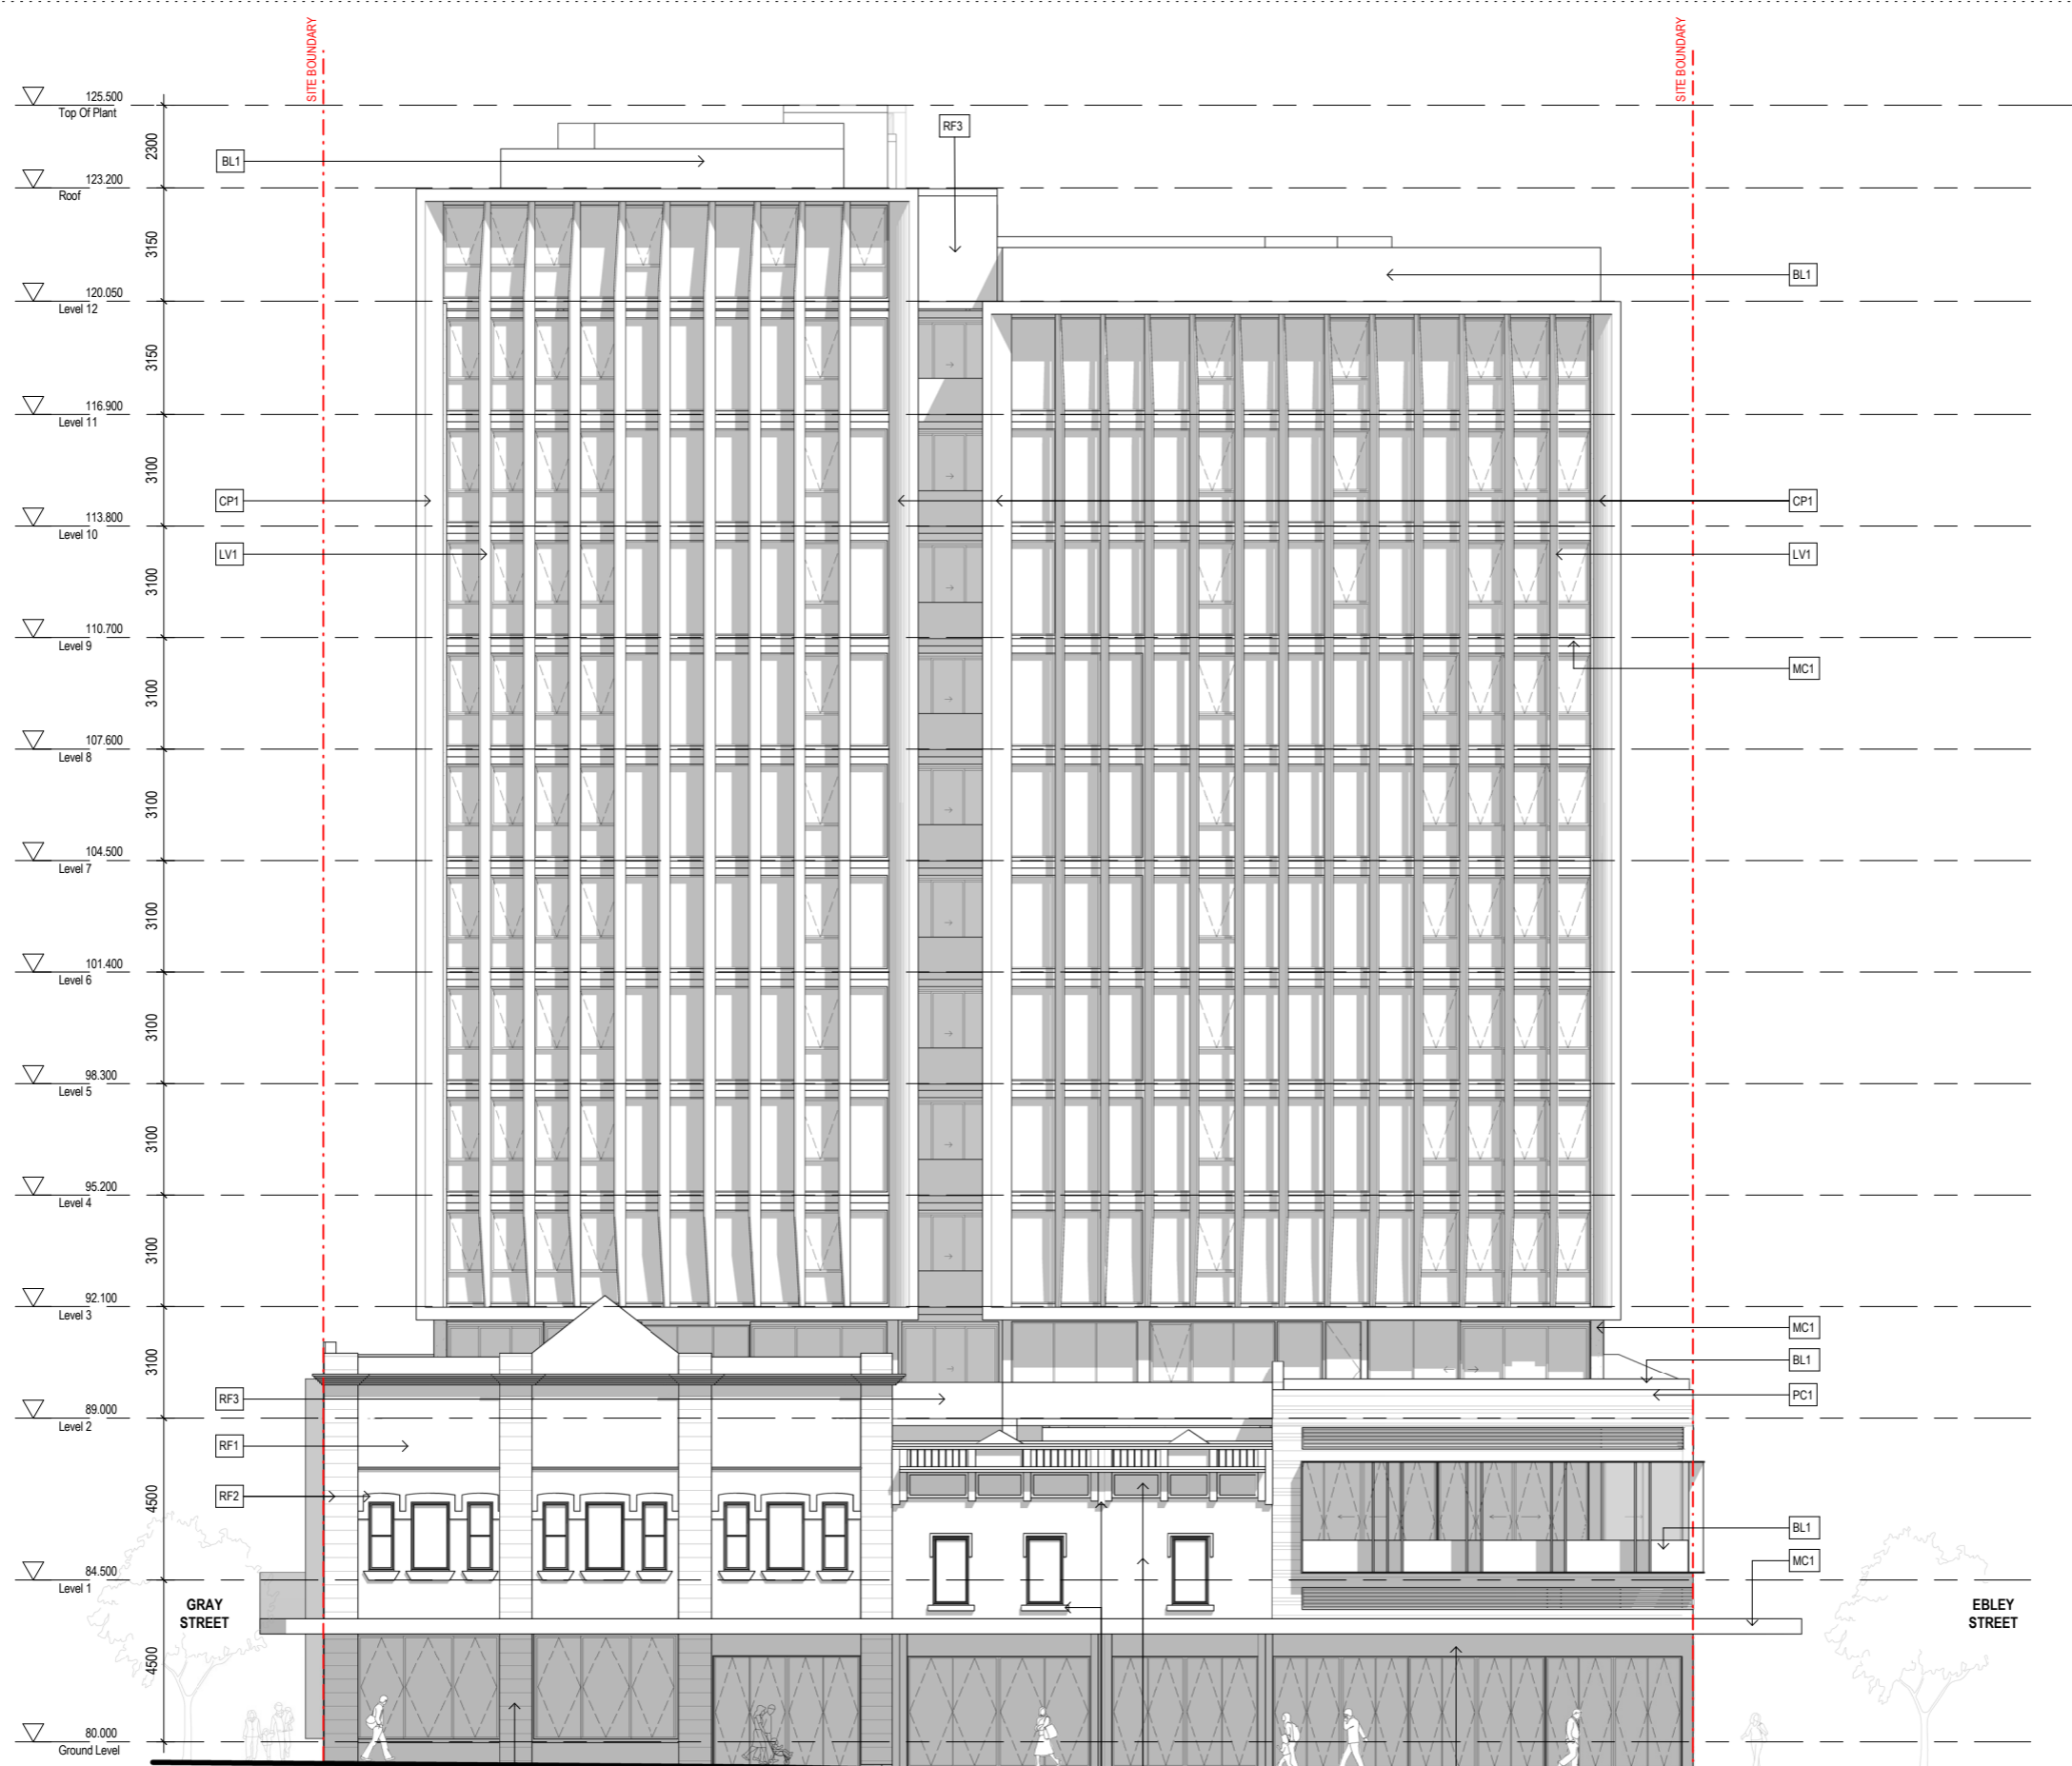 SITE BOUNDARY
SITE BOUNDARY
125.500
Top Of Plant
2300
RF3
BL1
123.200
Roof
3150
BL1
120.050
Level 12
3150
116.900
Level 11
3100
CP1
CP1
113.800
Level 10
LV1
LV1
3100
110.700
Level 9
MC1
3100
107.600
Level 8
3100
104.500
Level 7
3100
101.400
Level 6
3100
98.300
Level 5
3100
95.200
Level 4
3100
92.100
Level 3
MC1
3100
BL1
RF3
PC1
89.000
Level 2
RF1
RF2
4500
BL1
MC1
84.500
Level 1
GRAY
STREET
EBLEY
STREET
4500
80.000
Ground Level